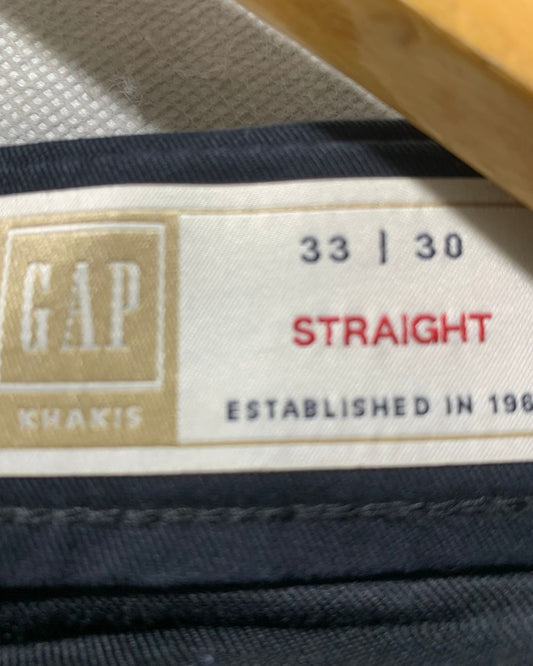 GAP
KHAKIS
33 | 30
STRAIGHT
ESTABLISHED IN 196